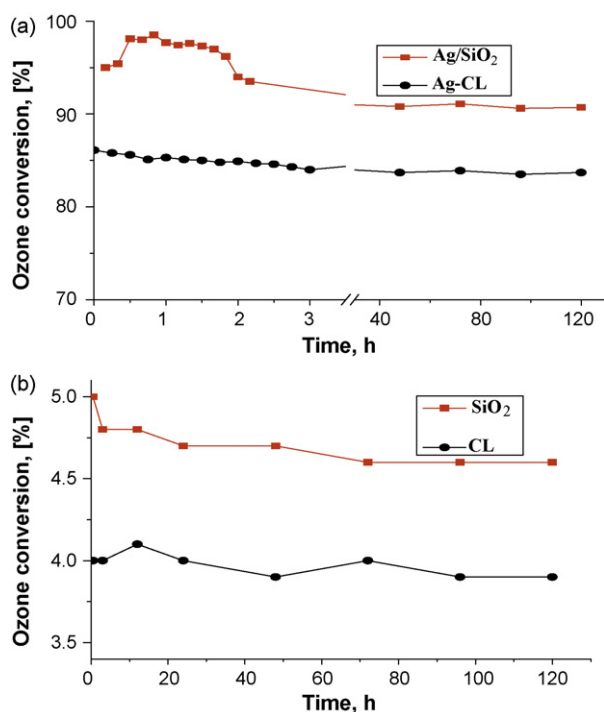 (a)
100
90
80
70
Ozone conversion, [%]
Ag/SiO₂
Ag-CL
0 1 2 3 40 80 120
Time, h
(b)
5.0
4.5
4.0
3.5
Ozone conversion, [%]
SiO₂
CL
0 20 40 60 80 100 120
Time, h